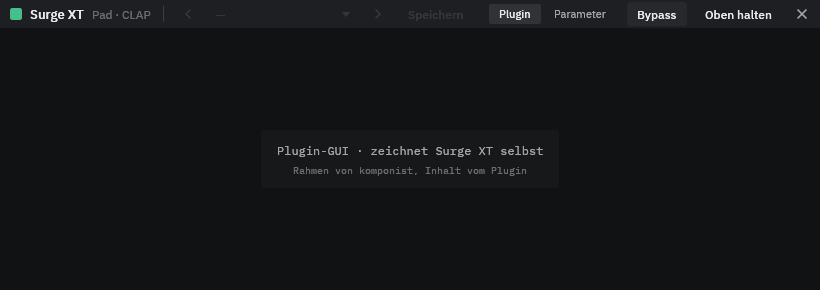 Surge XT Pad · CLAP — Speichern Plugin Parameter Bypass Oben halten
Plugin-GUI · zeichnet Surge XT selbst
Rahmen von komponist, Inhalt vom Plugin